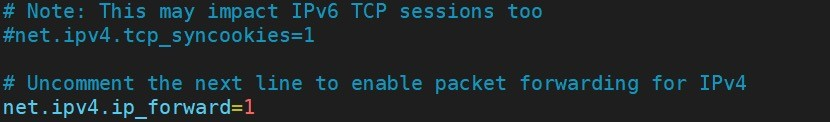 # Note: This may impact IPv6 TCP sessions too
#net.ipv4.tcp_syncookies=1
# Uncomment the next line to enable packet forwarding for IPv4
net.ipv4.ip_forward=1